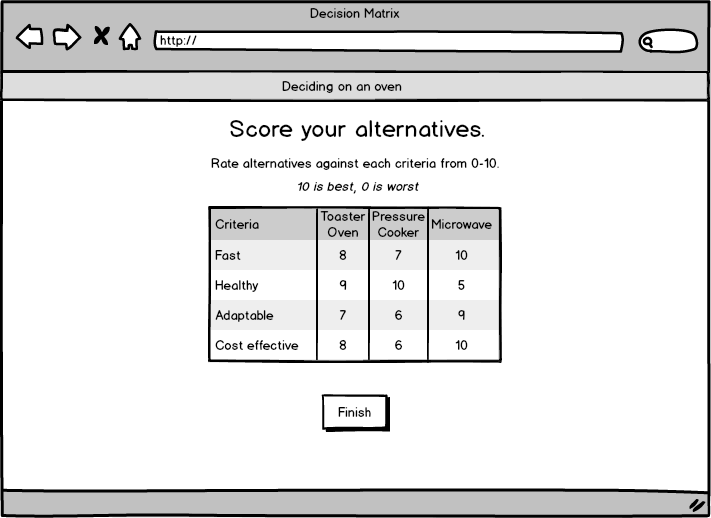 Decision Matrix
http://
Deciding on an oven
Score your alternatives.
Rate alternatives against each criteria from 0-10.
10 is best, 0 is worst
Criteria Toaster Oven Pressure Cooker Microwave
Fast 8 7 10
Healthy 9 10 5
Adaptable 7 6 9
Cost effective 8 6 10
Finish